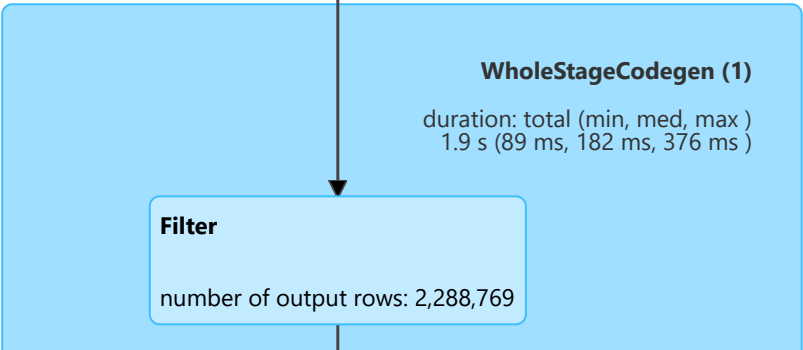 WholeStageCodegen (1)
duration: total (min, med, max )
1.9 s (89 ms, 182 ms, 376 ms )
Filter
number of output rows: 2,288,769